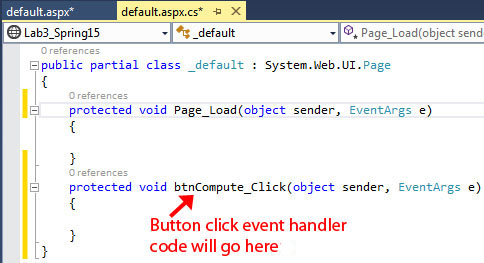 default.aspx* default.aspx.cs*
Lab3_Spring15 _default Page_Load(object send
0 references
public partial class _default : System.Web.UI.Page
{
0 references
protected void Page_Load(object sender, EventArgs e)
{
}
0 references
protected void btnCompute_Click(object sender, EventArgs e)
{
Button click event handler
code will go here
}
}